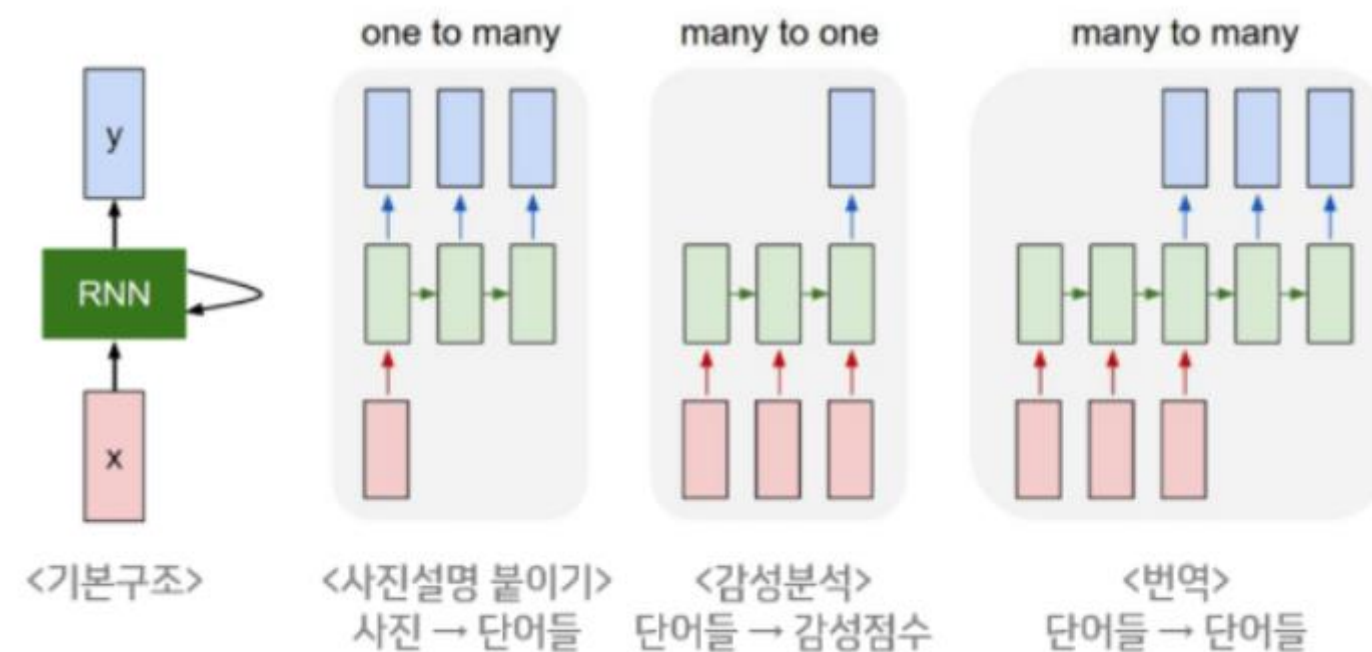 one to many
many to one
many to many
y
RNN
x
<기본구조>
<사진설명 붙이기>
사진 → 단어들
<감성분석>
단어들 → 감성점수
<번역>
단어들 → 단어들